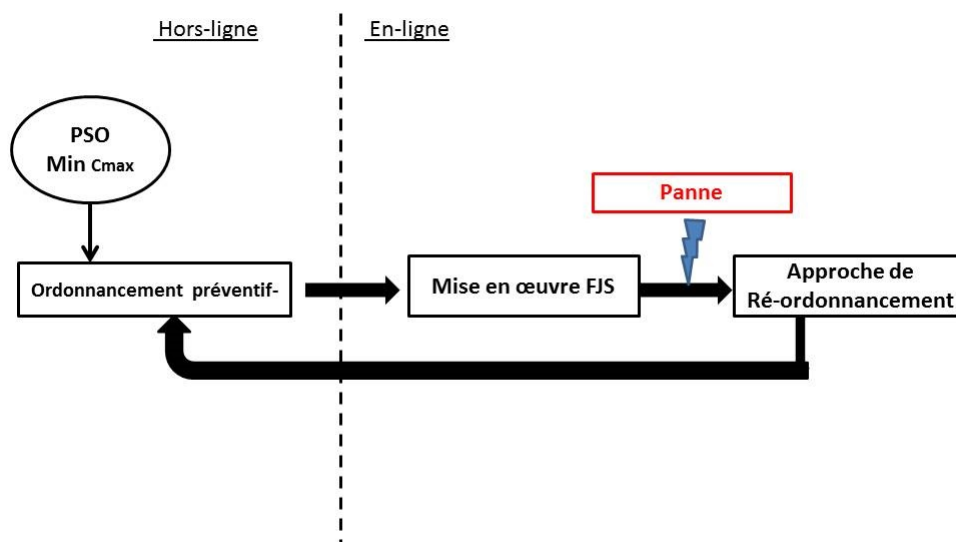 Hors-ligne
En-ligne
PSO
Min Cmax
Panne
Ordonnancement préventif-
Mise en œuvre FJS
Approche de
Ré-ordonnancement